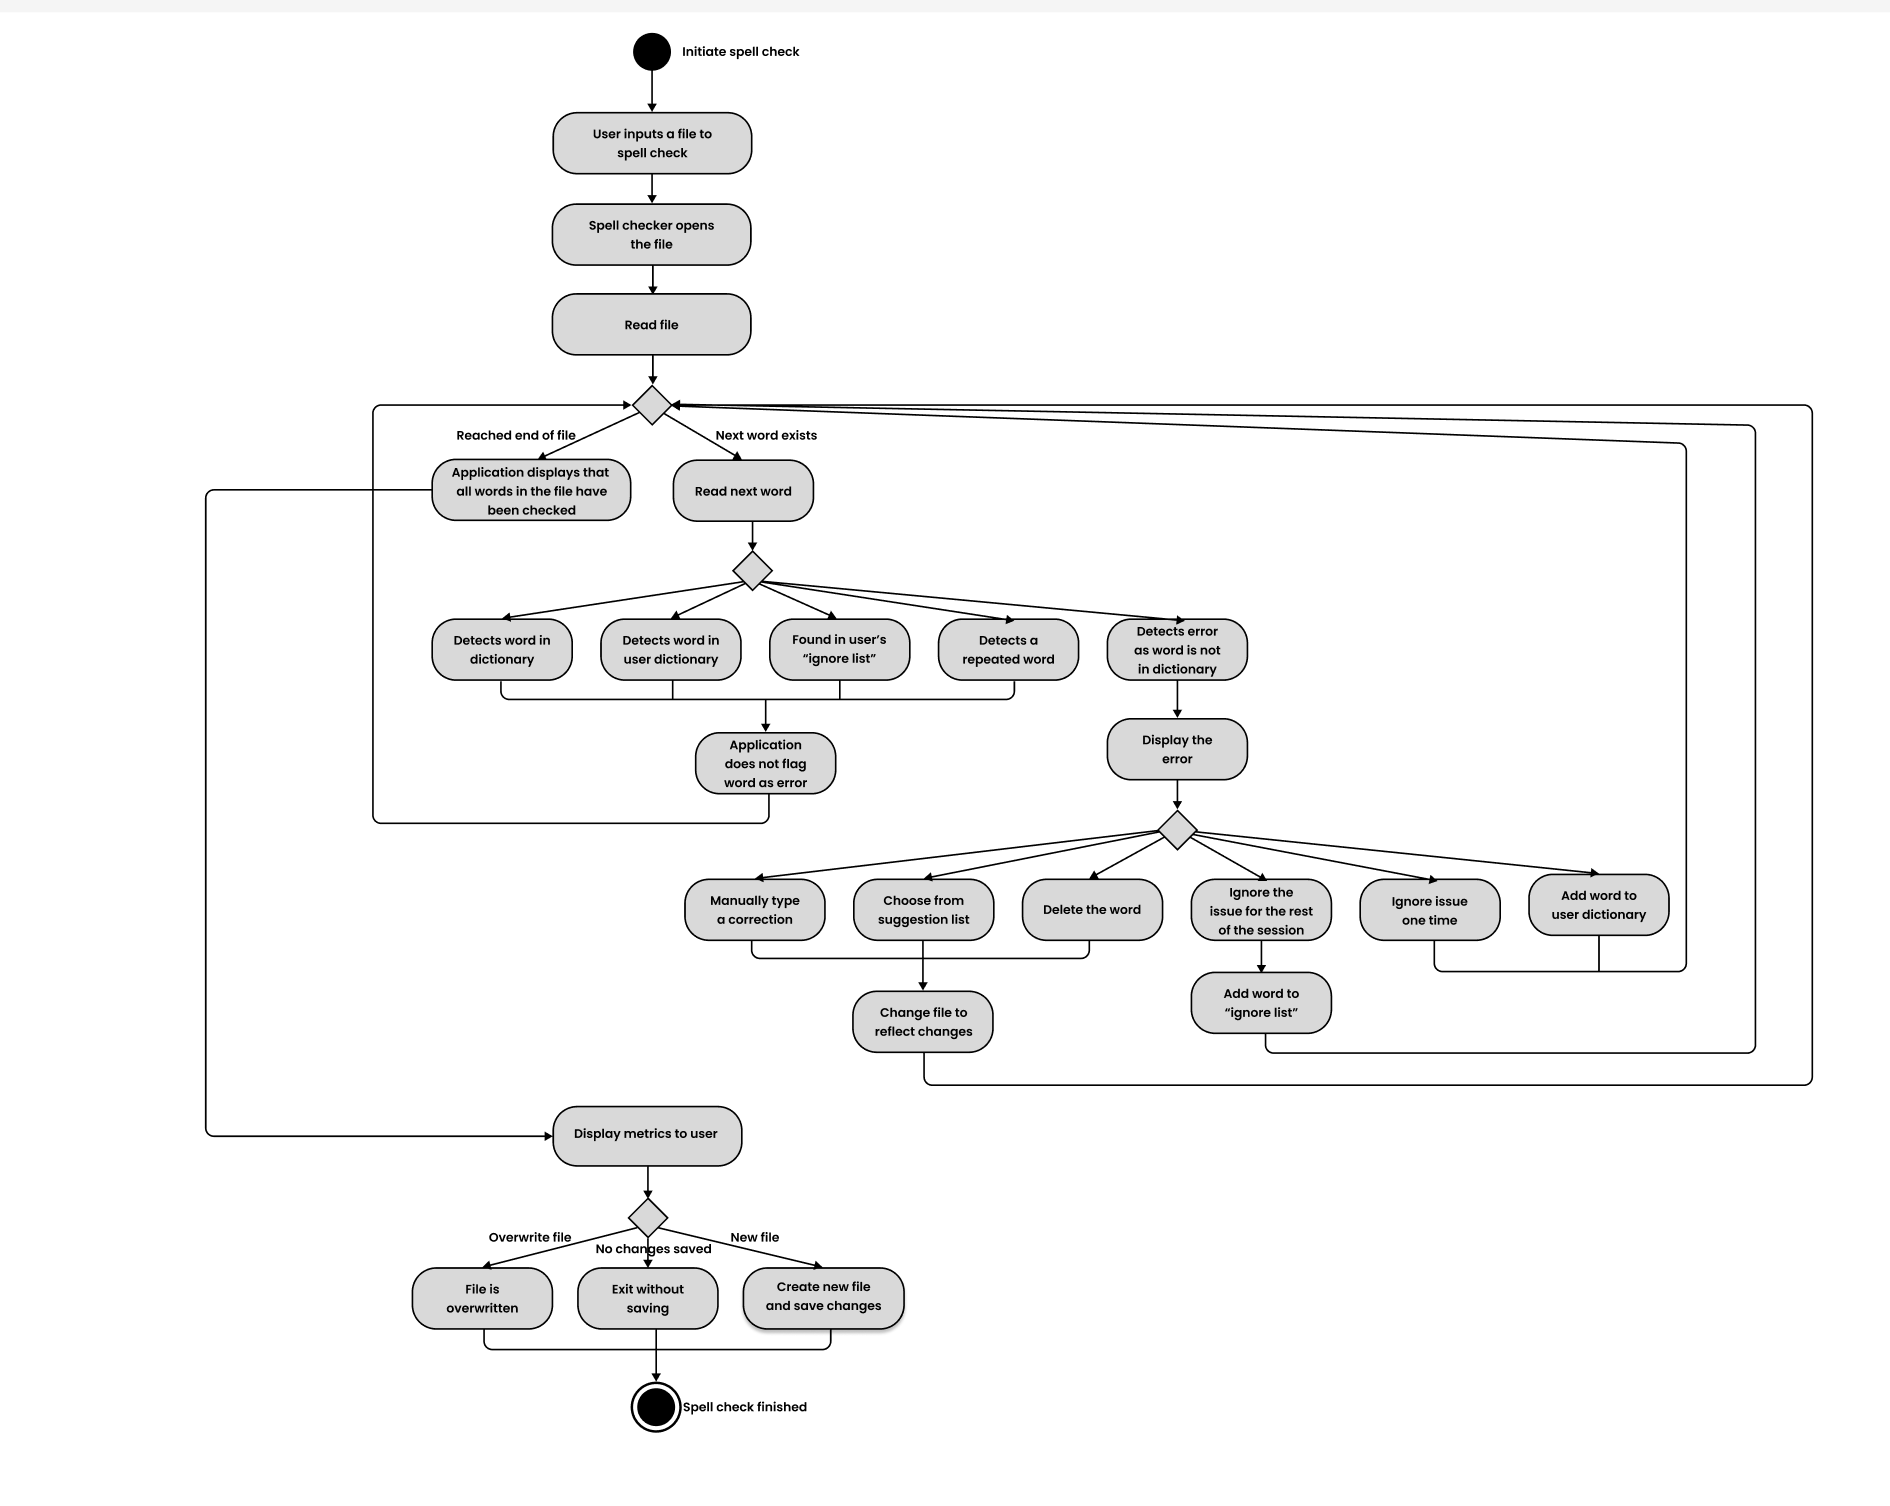 Initiate spell check
User inputs a file to
spell check
Spell checker opens
the file
Read file
Reached end of file
Next word exists
Application displays that
all words in the file have
been checked
Read next word
Detects word in
dictionary
Detects word in
user dictionary
Found in user’s
“ignore list”
Detects a
repeated word
Detects error
as word is not
in dictionary
Application
does not flag
word as error
Display the
error
Manually type
a correction
Choose from
suggestion list
Delete the word
Ignore the
issue for the rest
of the session
Ignore issue
one time
Add word to
user dictionary
Change file to
reflect changes
Add word to
“ignore list”
Display metrics to user
Overwrite file
No changes saved
New file
File is
overwritten
Exit without
saving
Create new file
and save changes
Spell check finished